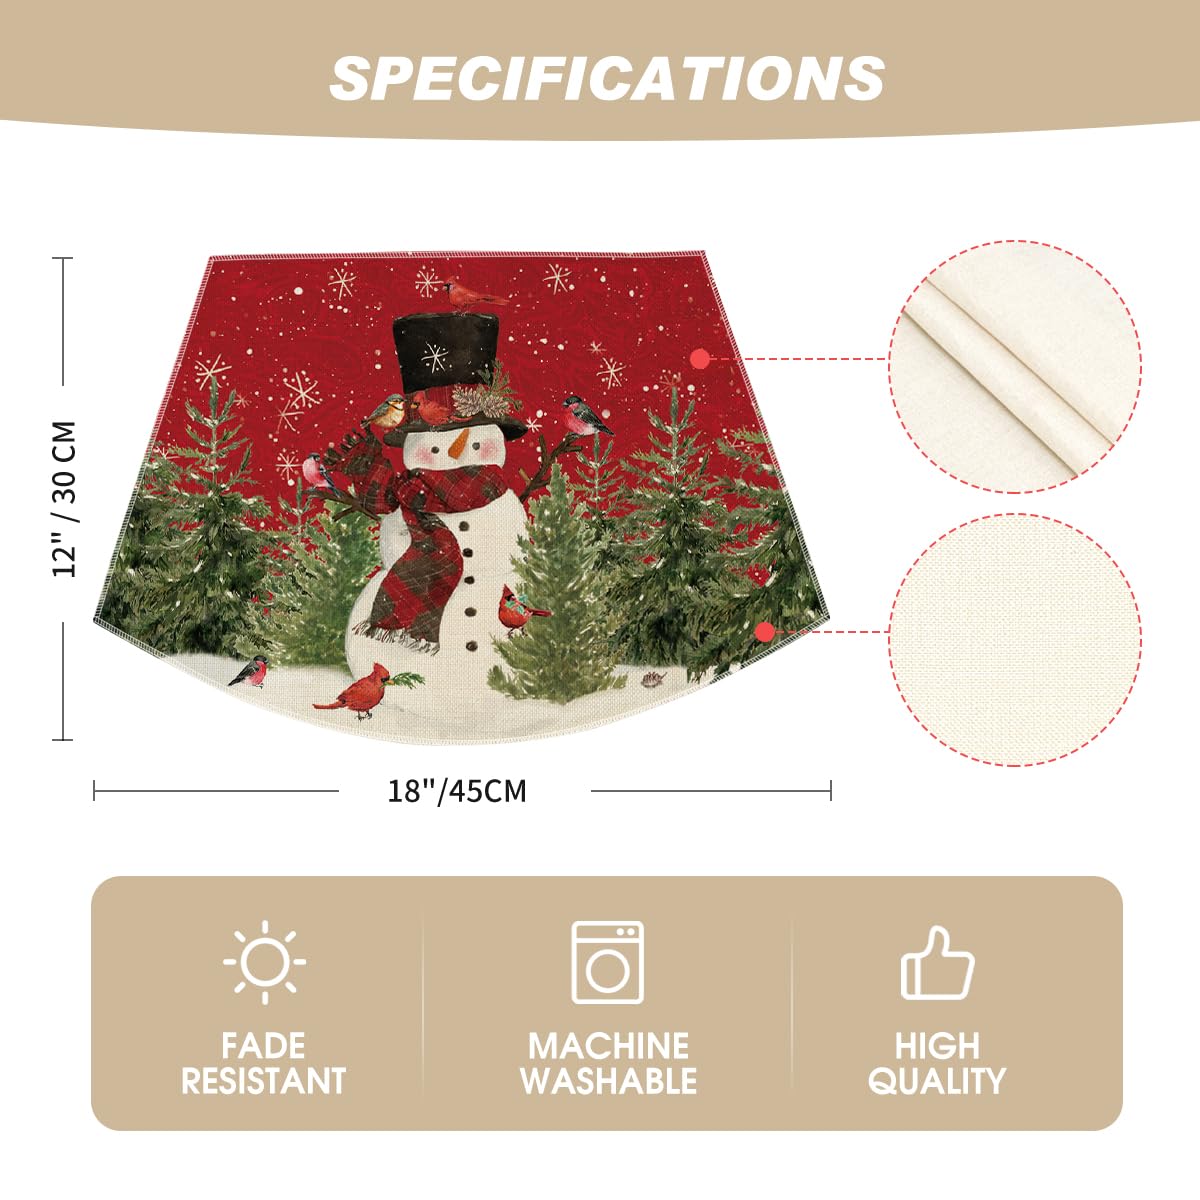 SPECIFICATIONS
12" / 30 CM
18"/45CM
FADE
RESISTANT
MACHINE
WASHABLE
HIGH
QUALITY